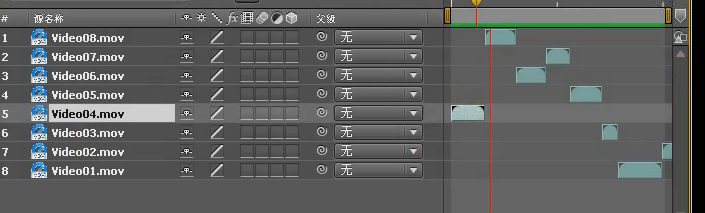 # 源名称 fx 父级
1 Video08.mov 无
2 Video07.mov 无
3 Video06.mov 无
4 Video05.mov 无
5 Video04.mov 无
6 Video03.mov 无
7 Video02.mov 无
8 Video01.mov 无